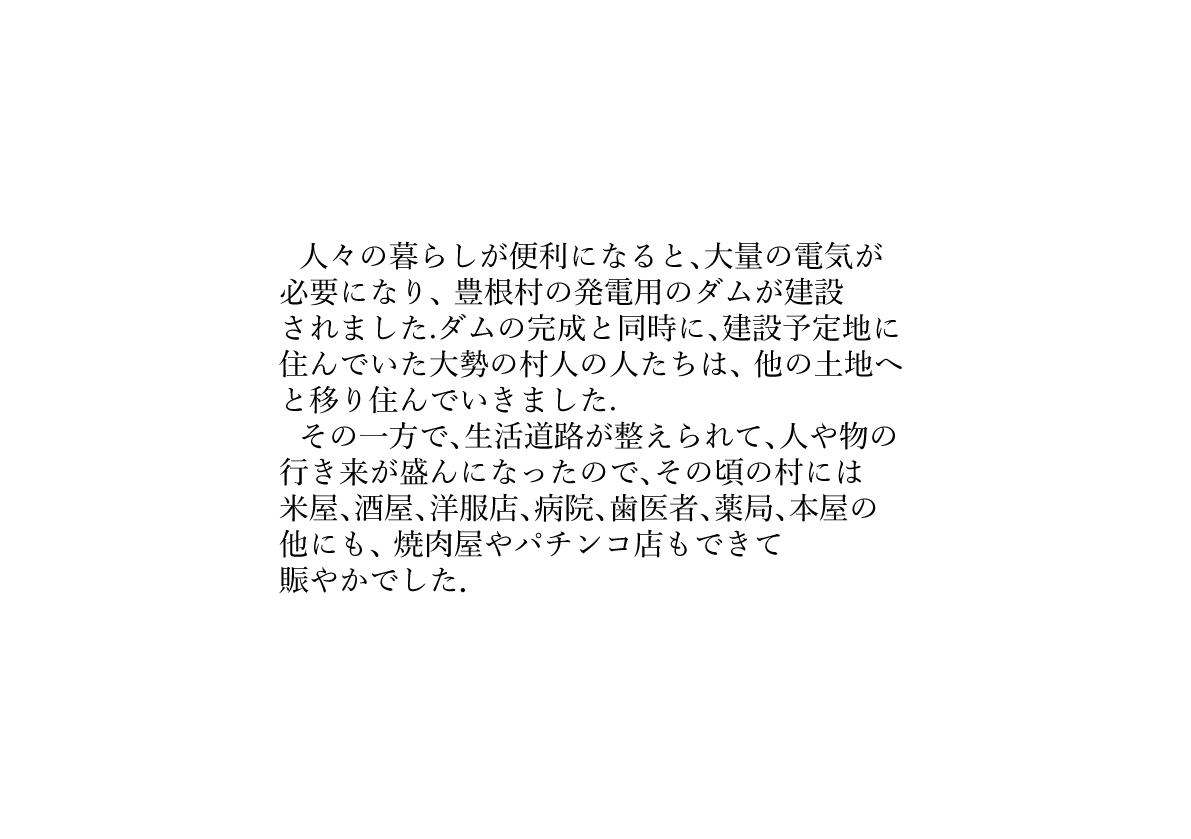 人々の暮らしが便利になると、大量の電気が
必要になり、豊根村の発電用のダムが建設
されました.ダムの完成と同時に、建設予定地に
住んでいた大勢の村人の人たちは、他の土地へ
と移り住んでいきました.
その一方で、生活道路が整えられて、人や物の
行き来が盛んになったので、その頃の村には
米屋、酒屋、洋服店、病院、歯医者、薬局、本屋の
他にも、焼肉屋やパチンコ店もできて
賑やかでした.